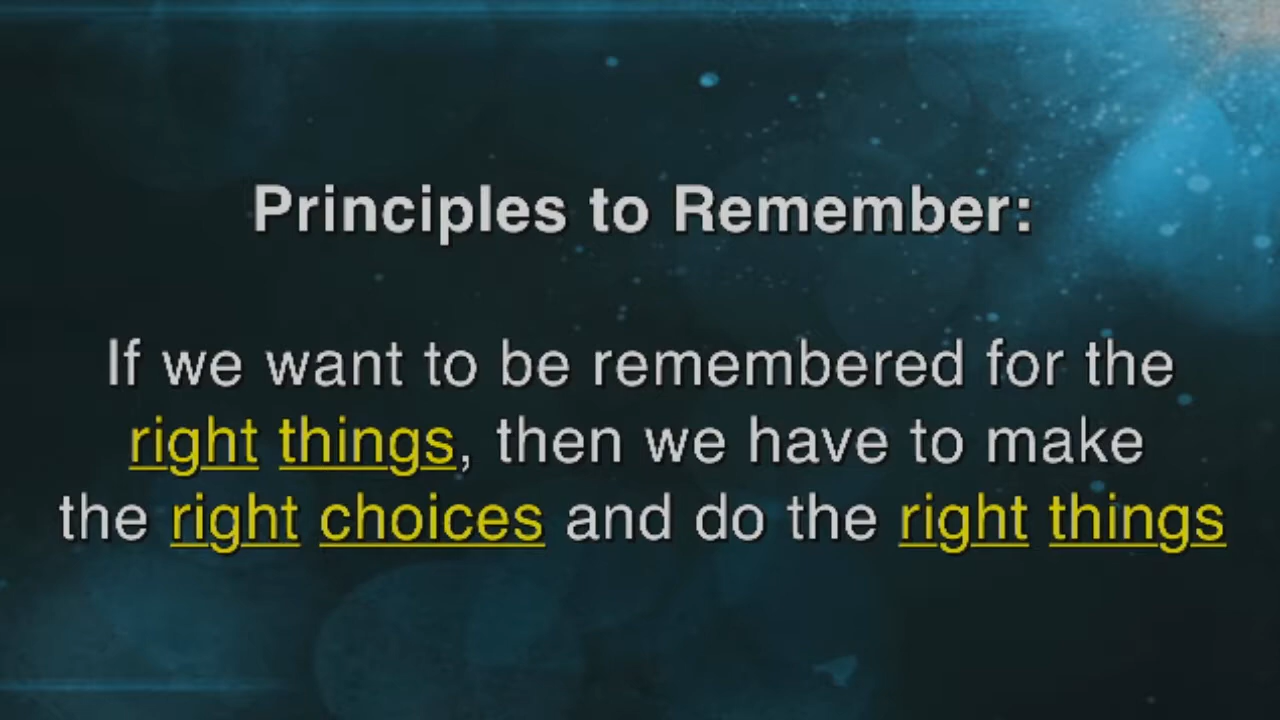 Principles to Remember:
If we want to be remembered for the
right things, then we have to make
the right choices and do the right things